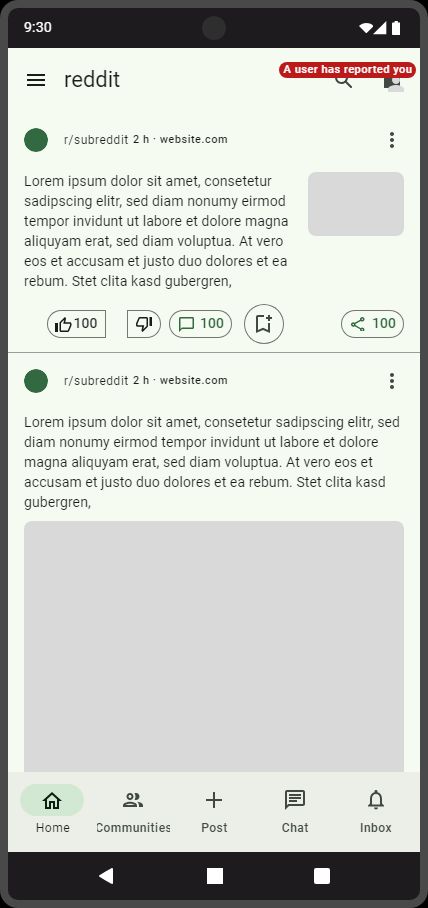 9:30
A user has reported you
reddit
r/subreddit 2 h · website.com
Lorem ipsum dolor sit amet, consetetur
sadipscing elitr, sed diam nonumy eirmod
tempor invidunt ut labore et dolore magna
aliquyam erat, sed diam voluptua. At vero
eos et accusam et justo duo dolores et ea
rebum. Stet clita kasd gubergren,
100 100 100
r/subreddit 2 h · website.com
Lorem ipsum dolor sit amet, consetetur sadipscing elitr, sed
diam nonumy eirmod tempor invidunt ut labore et dolore
magna aliquyam erat, sed diam voluptua. At vero eos et
accusam et justo duo dolores et ea rebum. Stet clita kasd
gubergren,
Home Communities Post Chat Inbox